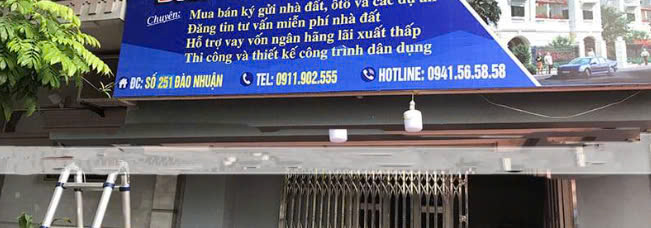 Chuyên: Mua bán ký gửi nhà đất, ôtô và các dự án
Đăng tin tư vấn miễn phí nhà đất
Hỗ trợ vay vốn ngân hãng lãi xuất thấp
Thi công và thiết kế công trình dân dụng
ĐC: SỐ 251 ĐÀO NHUẬN TEL: 0911.902.555 HOTLINE: 0941.56.58.58